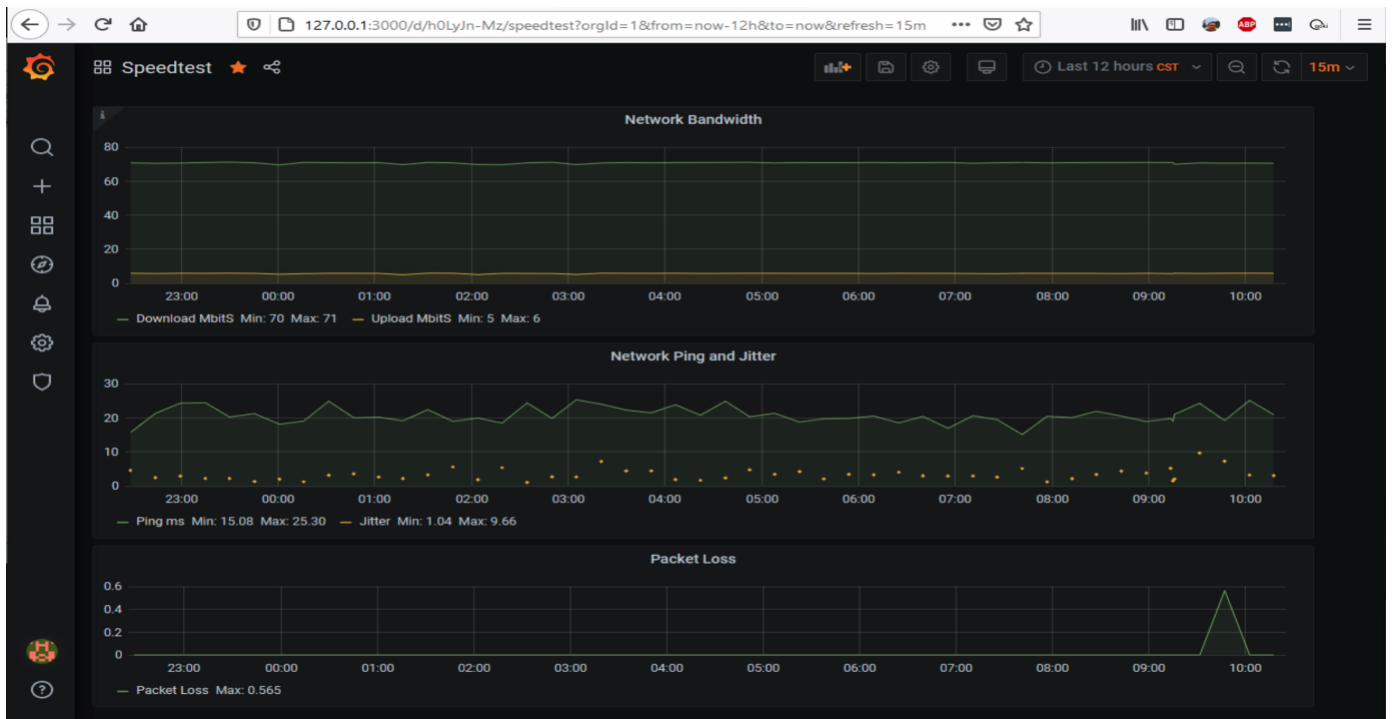 127.0.0.1:3000/d/h0LyJn-Mz/speedtest?orgId=1&from=now-12h&to=now&refresh=15m
ABP
Speedtest
Last 12 hours CST
15m
i
Network Bandwidth
80
60
40
20
0
23:00 00:00 01:00 02:00 03:00 04:00 05:00 06:00 07:00 08:00 09:00 10:00
Download MbitS Min: 70 Max: 71 Upload MbitS Min: 5 Max: 6
Network Ping and Jitter
30
20
10
0
23:00 00:00 01:00 02:00 03:00 04:00 05:00 06:00 07:00 08:00 09:00 10:00
Ping ms Min: 15.08 Max: 25.30 Jitter Min: 1.04 Max: 9.66
Packet Loss
0.6
0.4
0.2
0
23:00 00:00 01:00 02:00 03:00 04:00 05:00 06:00 07:00 08:00 09:00 10:00
Packet Loss Max: 0.565